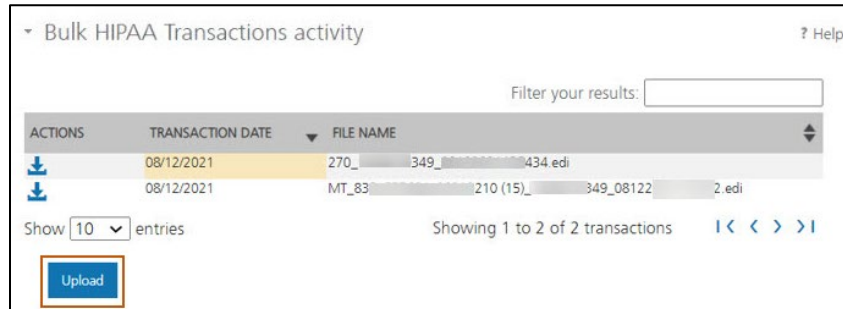 Bulk HIPAA Transactions activity ? Help
Filter your results:
ACTIONS TRANSACTION DATE FILE NAME
08/12/2021 270_ 349_ 434.edi
08/12/2021 MT_83 210 (15)_ 349_08122 2.edi
Show 10 entries Showing 1 to 2 of 2 transactions
Upload